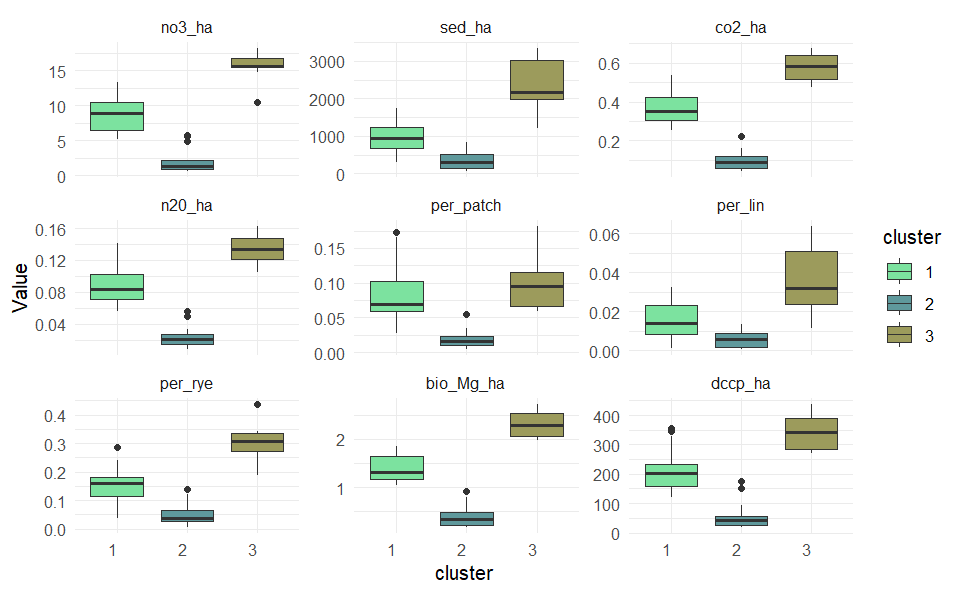 no3_ha
sed_ha
co2_ha
15
10
5
0
3000
2000
1000
0
0.6
0.4
0.2
n20_ha
per_patch
per_lin
0.16
0.12
0.08
0.04
0.15
0.10
0.05
0.00
0.06
0.04
0.02
0.00
Value
cluster
1
2
3
per_rye
bio_Mg_ha
dccp_ha
0.4
0.3
0.2
0.1
0.0
2
1
400
300
200
100
0
1 2 3
1 2 3
1 2 3
cluster